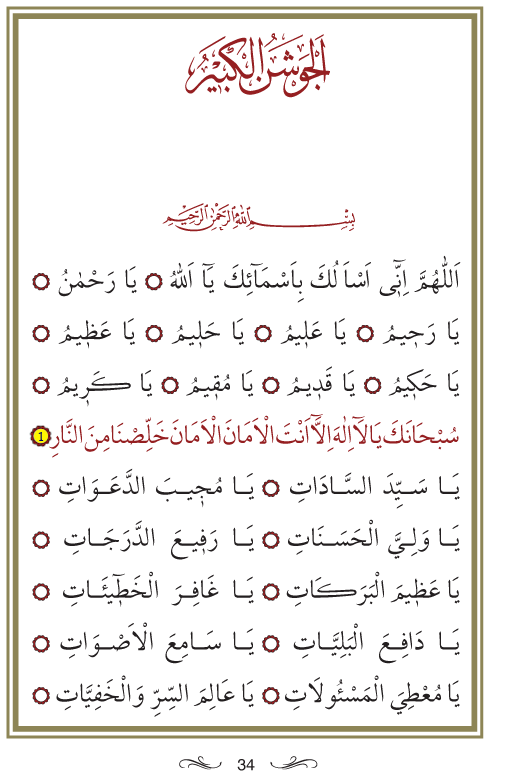 اَلْجَوْشَنُ الْكَبِيرُ
بِسْمِ اللّٰهِ الرَّحْمٰنِ الرَّحِيمِ
اَللّٰهُمَّ اِنّ۪ٓى اَسْاَلُكَ بِاَسْمَٓائِكَ يَٓا اَللّٰهُ ۞ يَا رَحْمٰنُ ۞
يَا رَح۪يمُ ۞ يَا عَل۪يمُ ۞ يَا حَل۪يمُ ۞ يَا عَظ۪يمُ ۞
يَا حَك۪يمُ ۞ يَا قَد۪يمُ ۞ يَا مُق۪يمُ ۞ يَا كَر۪يمُ ۞
سُبْحَانَكَ يَا لَٓا اِلٰهَ اِلَّٓا اَنْتَ الْاَمَانَ الْاَمَانَ خَلِّصْنَا مِنَ النَّارِ 1
يَا سَيِّدَ السَّادَاتِ ۞ يَا مُج۪يبَ الدَّعَوَاتِ ۞
يَا وَلِيَّ الْحَسَنَاتِ ۞ يَا رَف۪يعَ الدَّرَجَاتِ ۞
يَا عَظ۪يمَ الْبَرَكَاتِ ۞ يَا غَافِرَ الْخَط۪ٓيئَاتِ ۞
يَا دَافِعَ الْبَلِيَّاتِ ۞ يَا سَامِعَ الْاَصْوَاتِ ۞
يَا مُعْطِيَ الْمَسْئُولَاتِ ۞ يَا عَالِمَ السِّرِّ وَالْخَفِيَّاتِ ۞
34